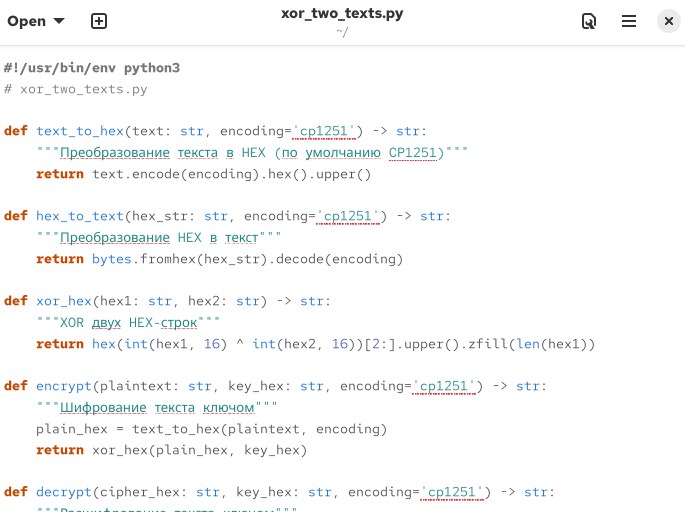 Open
xor_two_texts.py
~/
#!/usr/bin/env python3
# xor_two_texts.py
def text_to_hex(text: str, encoding='cp1251') -> str:
    """Преобразование текста в HEX (по умолчанию CP1251)"""
    return text.encode(encoding).hex().upper()
def hex_to_text(hex_str: str, encoding='cp1251') -> str:
    """Преобразование HEX в текст"""
    return bytes.fromhex(hex_str).decode(encoding)
def xor_hex(hex1: str, hex2: str) -> str:
    """XOR двух HEX-строк"""
    return hex(int(hex1, 16) ^ int(hex2, 16))[2:].upper().zfill(len(hex1))
def encrypt(plaintext: str, key_hex: str, encoding='cp1251') -> str:
    """Шифрование текста ключом"""
    plain_hex = text_to_hex(plaintext, encoding)
    return xor_hex(plain_hex, key_hex)
def decrypt(cipher_hex: str, key_hex: str, encoding='cp1251') -> str:
    """Расшифрование текста ключом"""